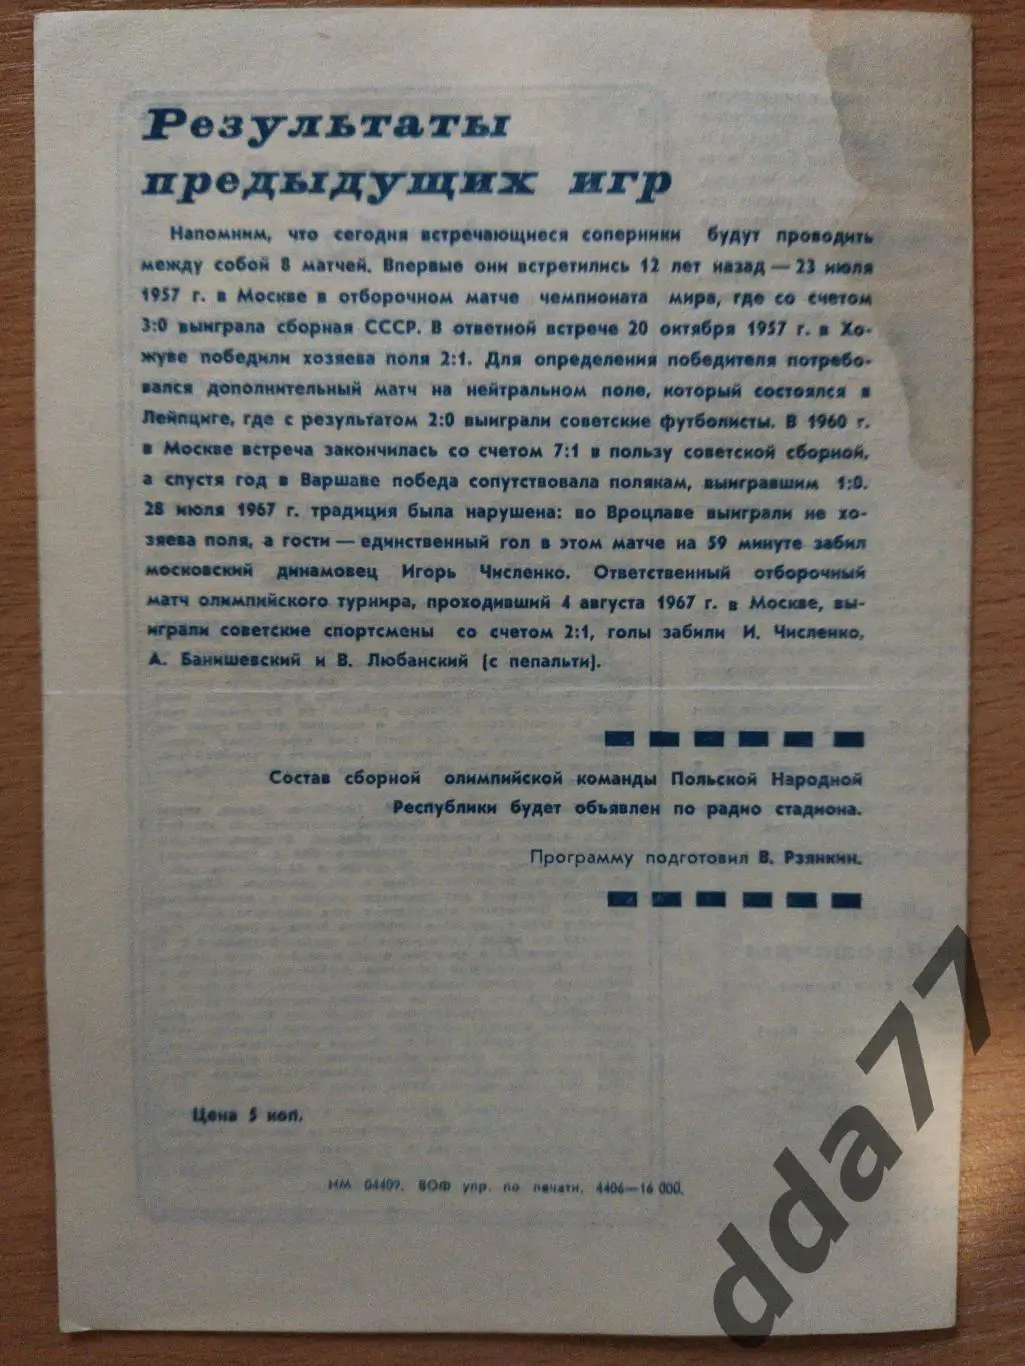 Результаты
предыдущих игр
Напомним, что сегодня встречающиеся соперники будут проводить
между собой 8 матчей. Впервые они встретились 12 лет назад — 23 июля
1957 г. в Москве в отборочном матче чемпионата мира, где со счетом
3:0 выиграла сборная СССР. В ответной встрече 20 октября 1957 г. в Хо-
жуве победили хозяева поля 2:1. Для определения победителя потребо-
вался дополнительный матч на нейтральном поле, который состоялся в
Лейпциге, где с результатом 2:0 выиграли советские футболисты. В 1960 г.
в Москве встреча закончилась со счетом 7:1 в пользу советской сборной,
а спустя год в Варшаве победа сопутствовала полякам, выигравшим 1:0.
28 июля 1967 г. традиция была нарушена: во Вроцлаве выиграли не хо-
зяева поля, а гости — единственный гол в этом матче на 59 минуте забил
московский динамовец Игорь Численко. Ответственный отборочный
матч олимпийского турнира, проходивший 4 августа 1967 г. в Москве, вы-
играли советские спортсмены со счетом 2:1, голы забили И. Численко,
А. Банишевский и В. Любанский (с пепальти).
Состав сборной олимпийской команды Польской Народной
Республики будет объявлен по радио стадиона.
Программу подготовил В. Рзянкин.
Цена 5 коп.
НМ 04409. ВОФ упр. по печати, 4406—16 000.
dda77